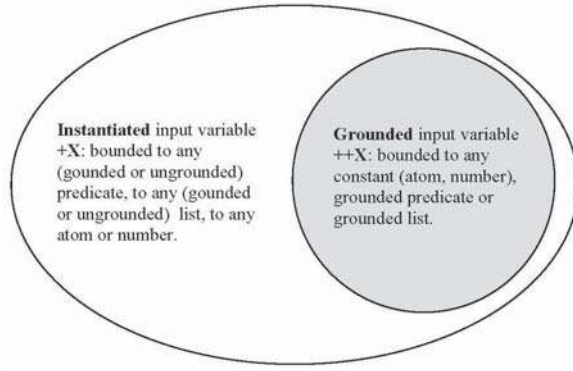 Instantiated input variable
+X: bounded to any
(gounded or ungrounded)
predicate, to any (gounded
or ungrounded) list, to any
atom or number.
Grounded input variable
++X: bounded to any
constant (atom, number),
grounded predicate or
grounded list.